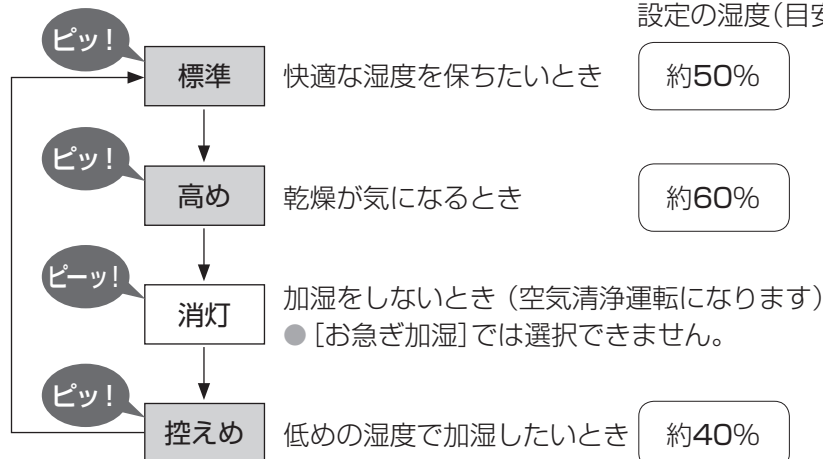 設定の湿度(目安
ピッ!
標準 快適な湿度を保ちたいとき 約50%
ピッ!
高め 乾燥が気になるとき 約60%
ピーッ!
消灯 加湿をしないとき(空気清浄運転になります)
●[お急ぎ加湿]では選択できません。
ピッ!
控えめ 低めの湿度で加湿したいとき 約40%